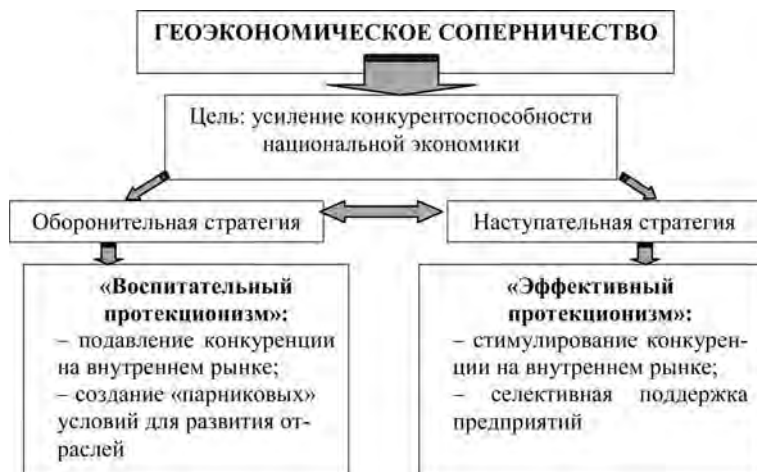 ГЕОЭКОНОМИЧЕСКОЕ СОПЕРНИЧЕСТВО
Цель: усиление конкурентоспособности
национальной экономики
Оборонительная стратегия
Наступательная стратегия
«Воспитательный
протекционизм»:
– подавление конкуренции
на внутреннем рынке;
– создание «парниковых»
условий для развития от-
раслей
«Эффективный
протекционизм»:
– стимулирование конкурен-
ции на внутреннем рынке;
– селективная поддержка
предприятий